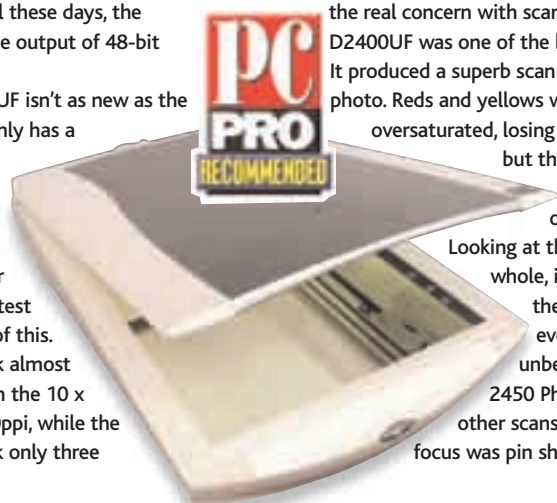 l these days, the
e output of 48-bit
UF isn't as new as the
nly has a
r
test
of this.
k almost
n the 10 x
ppi, while the
k only three
PC
PRO
RECOMMENDED
the real concern with scan
D2400UF was one of the
It produced a superb scan
photo. Reds and yellows w
oversaturated, losing
but th
o
Looking at th
whole, i
the
eve
unbe
2450 Ph
other scans
focus was pin sh